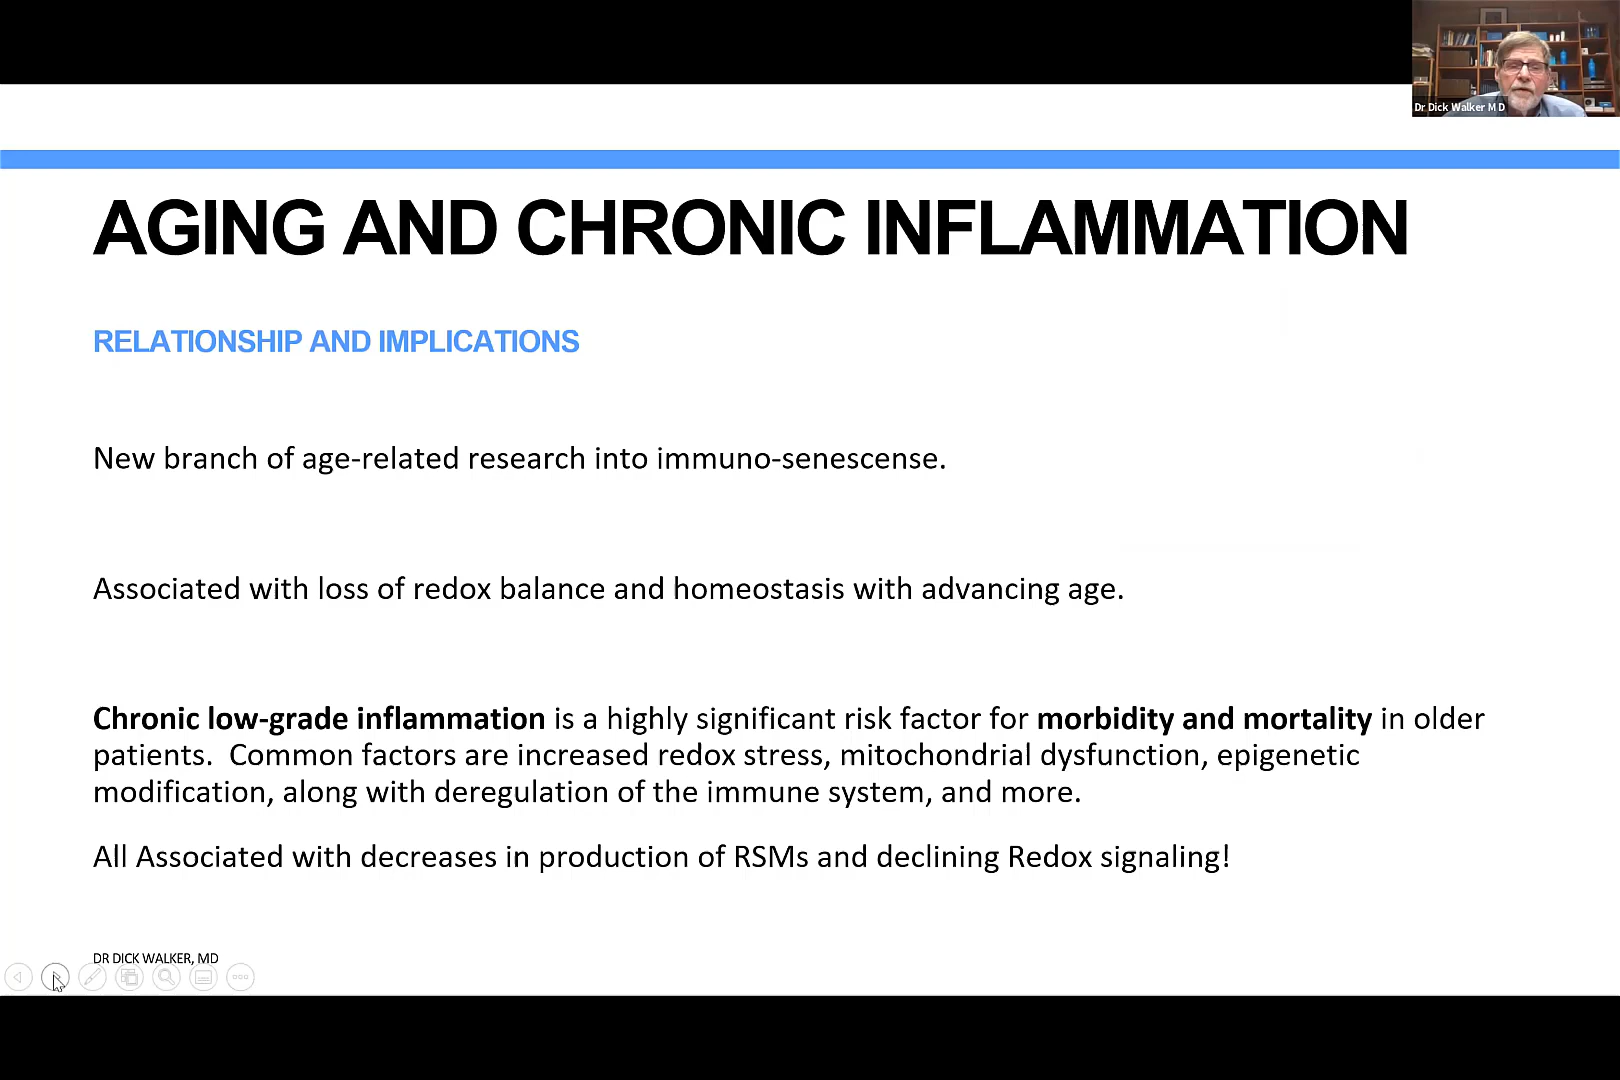 Dr Dick Walker M D
AGING AND CHRONIC INFLAMMATION
RELATIONSHIP AND IMPLICATIONS
New branch of age-related research into immuno-senescense.
Associated with loss of redox balance and homeostasis with advancing age.
Chronic low-grade inflammation is a highly significant risk factor for morbidity and mortality in older
patients.  Common factors are increased redox stress, mitochondrial dysfunction, epigenetic
modification, along with deregulation of the immune system, and more.
All Associated with decreases in production of RSMs and declining Redox signaling!
DR DICK WALKER, MD